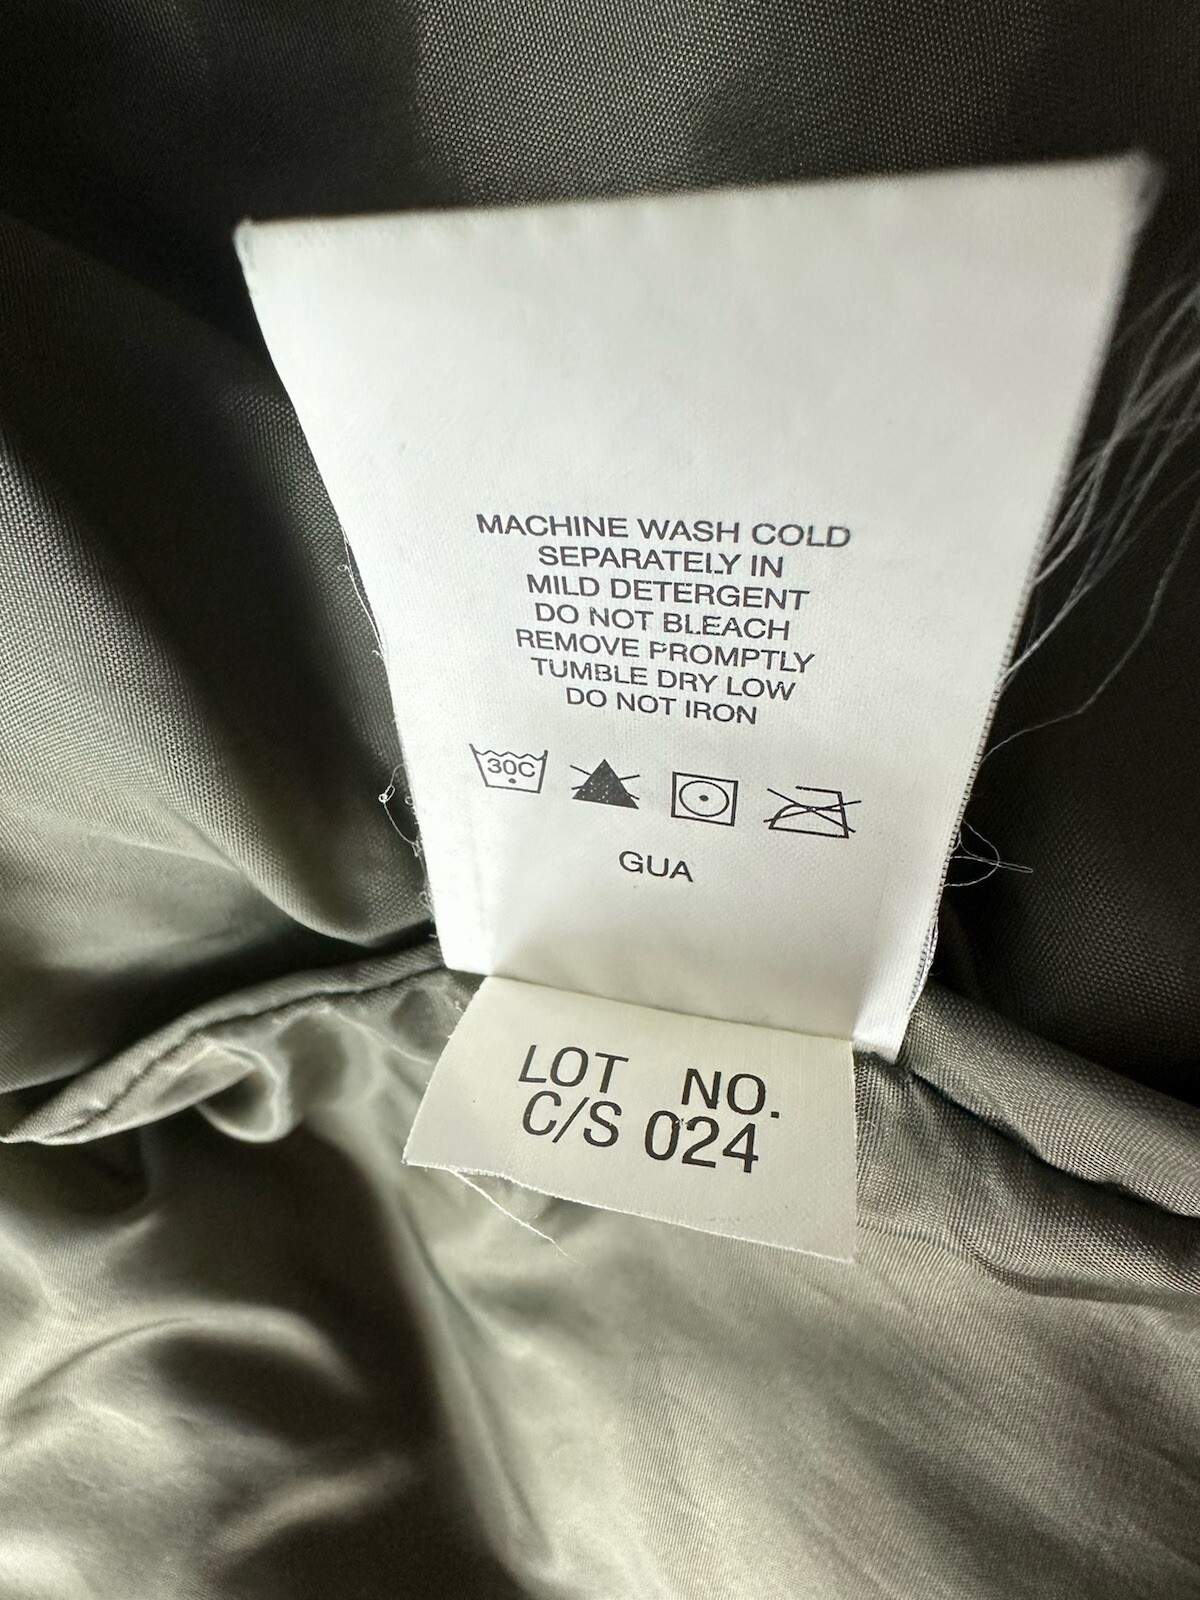 MACHINE WASH COLD
SEPARATELY IN
MILD DETERGENT
DO NOT BLEACH
REMOVE PROMPTLY
TUMBLE DRY LOW
DO NOT IRON
30C
GUA
LOT NO.
C/S 024